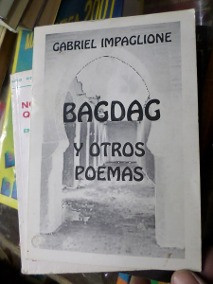 GABRIEL IMPAGLIONE
BAGDAG
Y OTROS
POEMAS